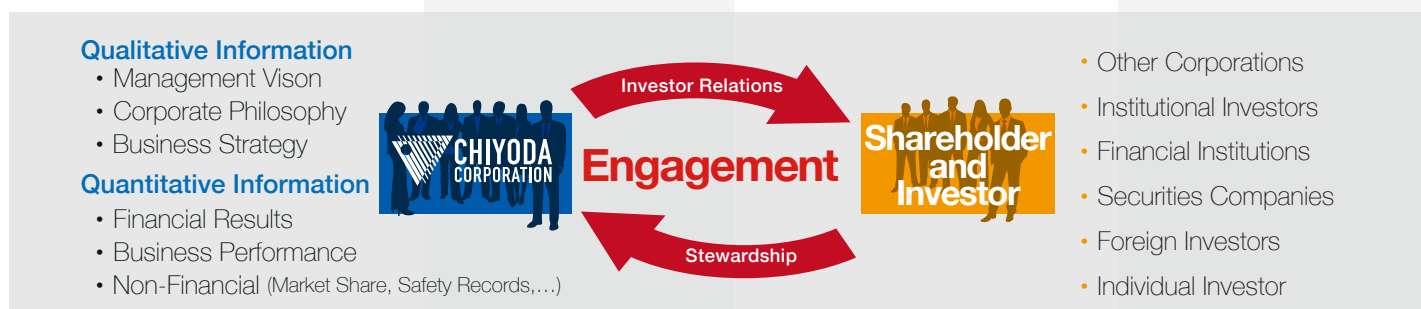 Qualitative Information
• Management Vison
• Corporate Philosophy
• Business Strategy
Quantitative Information
• Financial Results
• Business Performance
• Non-Financial (Market Share, Safety Records,...)
CHIYODA
CORPORATION
Investor Relations
Engagement
Stewardship
Shareholder
and
Investor
• Other Corporations
• Institutional Investors
• Financial Institutions
• Securities Companies
• Foreign Investors
• Individual Investor